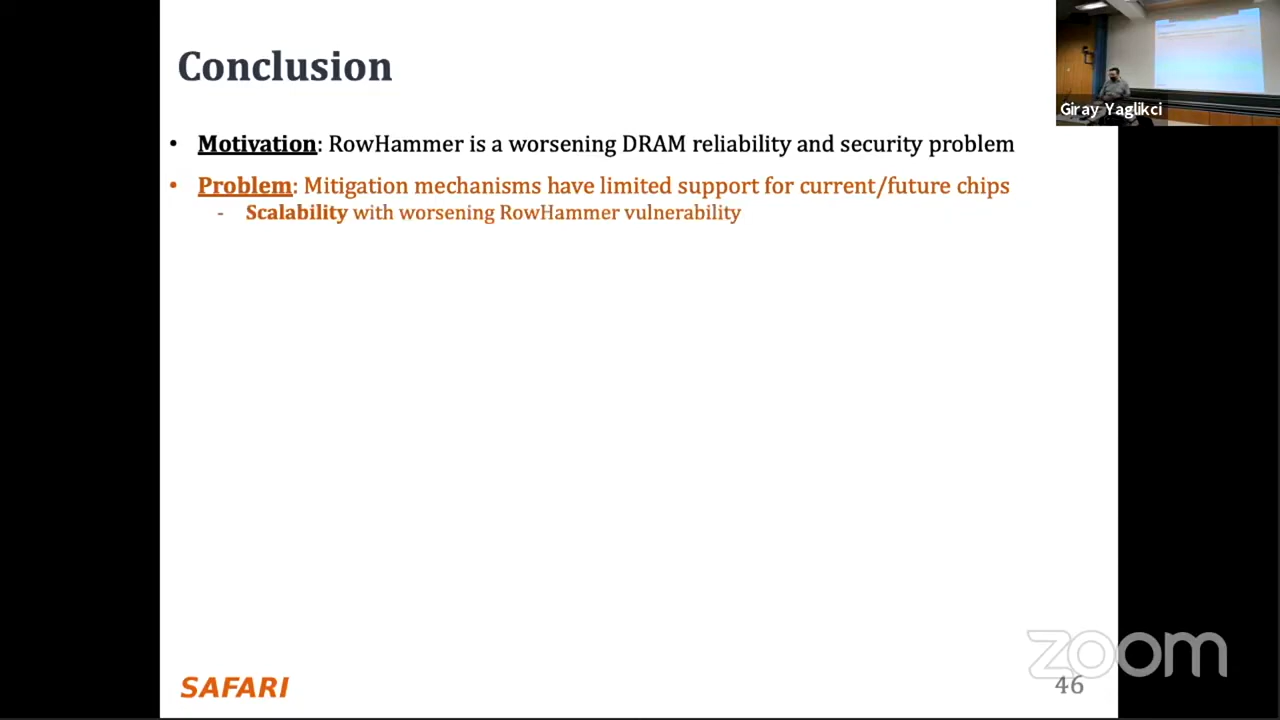 Conclusion
Giray Yaglikci
• Motivation: RowHammer is a worsening DRAM reliability and security problem
• Problem: Mitigation mechanisms have limited support for current/future chips
- Scalability with worsening RowHammer vulnerability
zoom
SAFARI
46